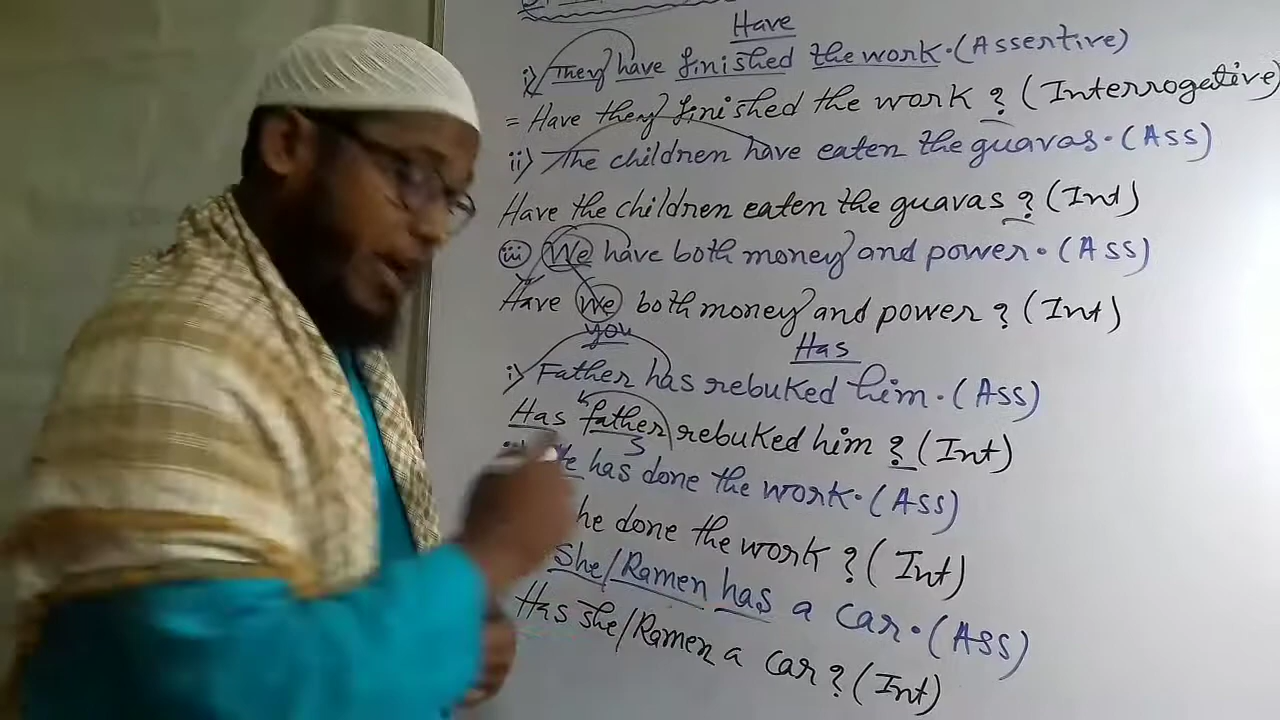 Have
i) They have finished the work. (Assertive)
= Have they finished the work ? (Interrogative)
ii) The children have eaten the guavas. (Ass)
Have the children eaten the guavas ? (Int)
iii) We have both money and power. (Ass)
Have we both money and power ? (Int)
you
Has
i) Father has rebuked him. (Ass)
Has father rebuked him ? (Int)
has done the work. (Ass)
he done the work ? (Int)
She/Ramen has a car. (Ass)
Has she/Ramen a car ? (Int)